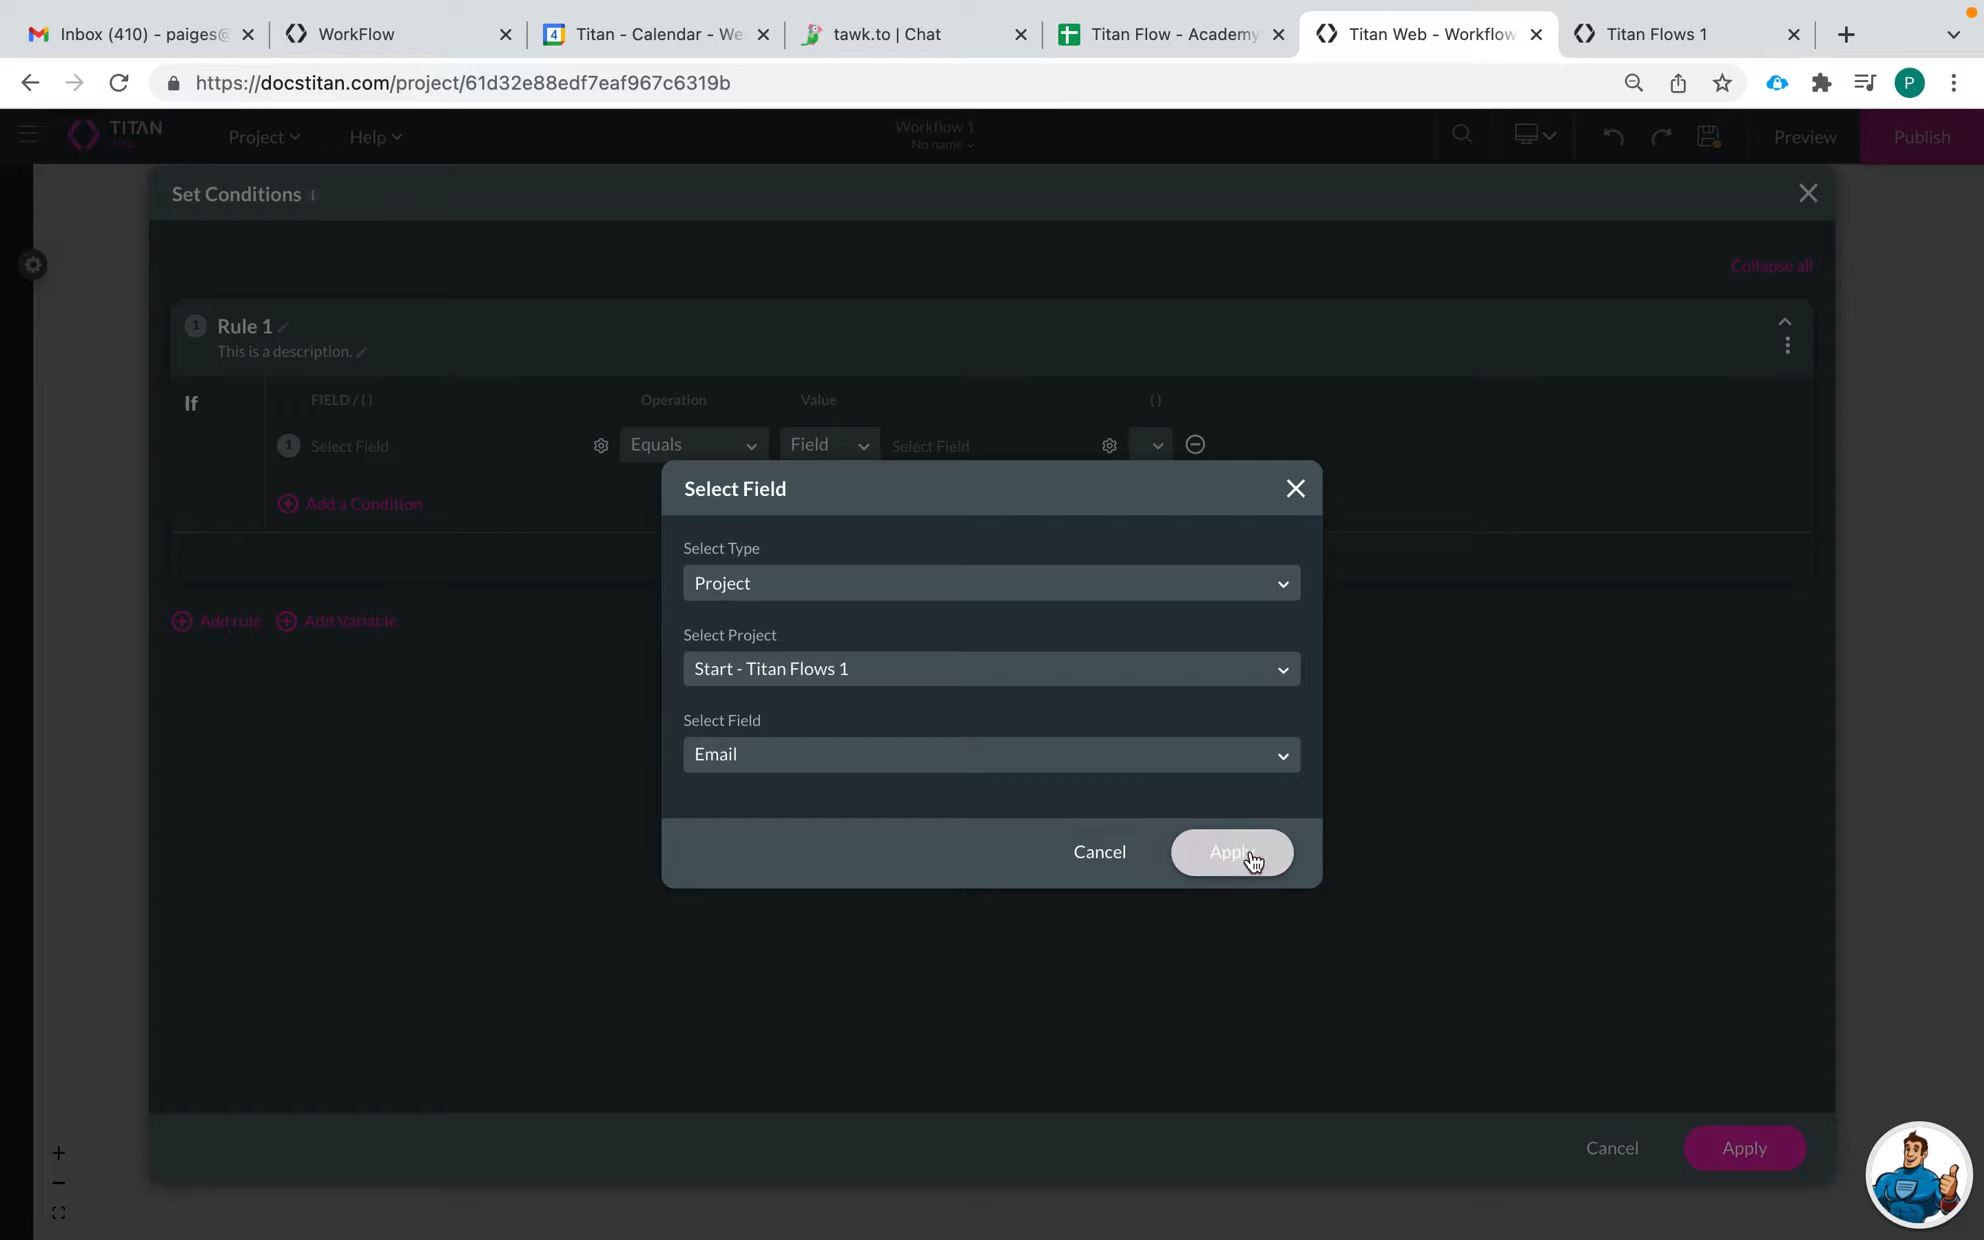 Inbox (410) - paiges@
WorkFlow
4
Titan - Calendar - We
tawk.to | Chat
Titan Flow - Academy
Titan Web - Workflow
Titan Flows 1
https://docstitan.com/project/61d32e88edf7eaf967c6319b
P
TITAN
Project
Help
Workflow 1
No name
Preview
Publish
Set Conditions
Collapse all
1
Rule 1
This is a description.
If
FIELD / ( )
Operation
Value
( )
1
Select Field
Equals
Field
Select Field
Add a Condition
Add rule
Add Variable
Select Field
Select Type
Project
Select Project
Start - Titan Flows 1
Select Field
Email
Cancel
Apply
Cancel
Apply